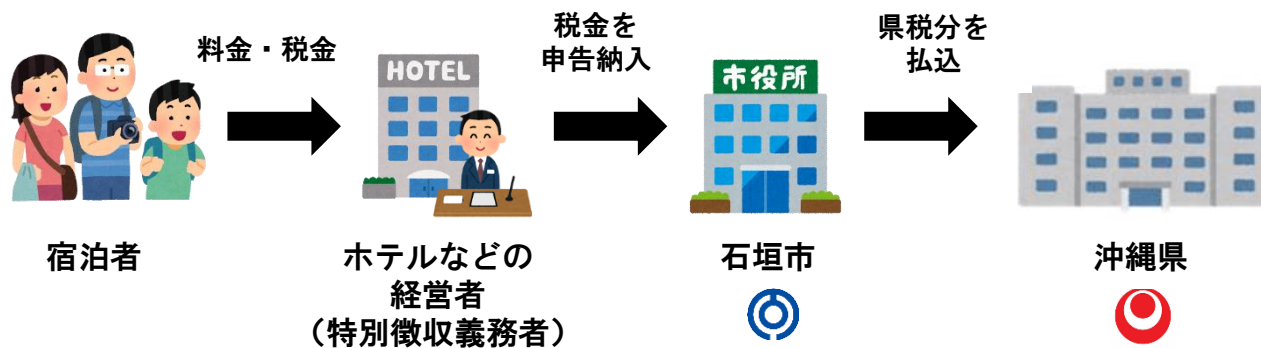 料金・税金
税金を
申告納入
県税分を
払込
HOTEL
市役所
宿泊者
ホテルなどの
経営者
（特別徴収義務者）
石垣市
沖縄県